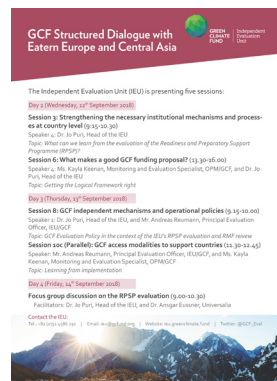 GCF Structured Dialogue with
Eatern Europe and Central Asia
GREEN
CLIMATE
FUND
Independent
Evaluation
Unit
The Independent Evaluation Unit (IEU) is presenting five sessions:
Day 2 (Wednesday, 12th September 2018)
Session 3: Strengthening the necessary institutional mechanisms and process-
es at country level (9:15-10.30)
Speaker 4: Dr. Jo Puri, Head of the IEU
Topic: What can we learn from the evaluation of the Readiness and Preparatory Support
Programme (RPSP)?
Session 6: What makes a good GCF funding proposal? (13.30-16.00)
Speaker 4: Ms. Kayla Keenan, Monitoring and Evaluation Specialist, OPM/GCF, and Dr. Jo
Puri, Head of the IEU
Topic: Getting the Logical Framework right
Day 3 (Thursday, 13th September 2018)
Session 8: GCF independent mechanisms and operational policies (9.15-10.00)
Speaker 1: Dr. Jo Puri, Head of the IEU, and Mr. Andreas Reumann, Principal Evaluation
Officer, IEU/GCF
Topic: GCF Evaluation Policy in the context of the IEU's RPSP evaluation and RMF reivew
Session 10c (Parallel): GCF access modalities to support countries (11.30-12.45)
Speaker: Mr. Andreas Reumann, Principal Evaluation Officer, IEU/GCF, and Ms. Kayla
Keenan, Monitoring and Evaluation Specialist, OPM/GCF
Topic: Learning from implementation
Day 4 (Friday, 14th September 2018)
Focus group discussion on the RPSP evaluation (9.00-10.30)
Facilitators: Dr. Jo Puri, Head of the IEU, and Dr. Ansgar Eussner, Universalia
Contact the IEU: